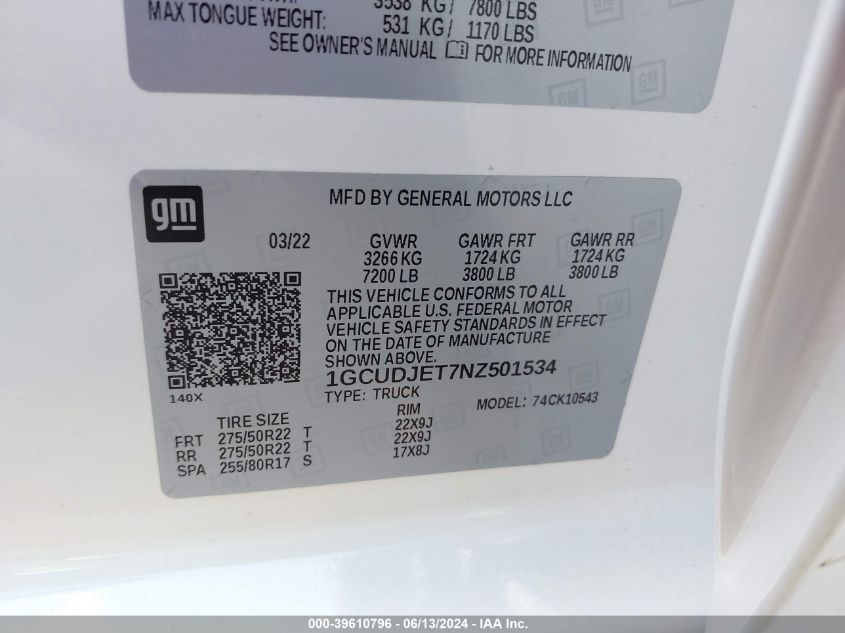 3538 KG/ 7800 LBS
MAX TONGUE WEIGHT: 531 KG/ 1170 LBS
SEE OWNER'S MANUAL FOR MORE INFORMATION
gm
MFD BY GENERAL MOTORS LLC
03/22 GVWR GAWR FRT GAWR RR
3266 KG 1724 KG 1724 KG
7200 LB 3800 LB 3800 LB
THIS VEHICLE CONFORMS TO ALL
APPLICABLE U.S. FEDERAL MOTOR
VEHICLE SAFETY STANDARDS IN EFFECT
ON THE DATE OF MANUFACTURE
SHOWN ABOVE.
1GCUDJET7NZ501534
140X
TYPE: TRUCK MODEL: 74CK10543
TIRE SIZE RIM
FRT 275/50R22 T 22X9J
RR 275/50R22 T 22X9J
SPA 255/80R17 S 17X8J
000-39610796 - 06/13/2024 - IAA Inc.